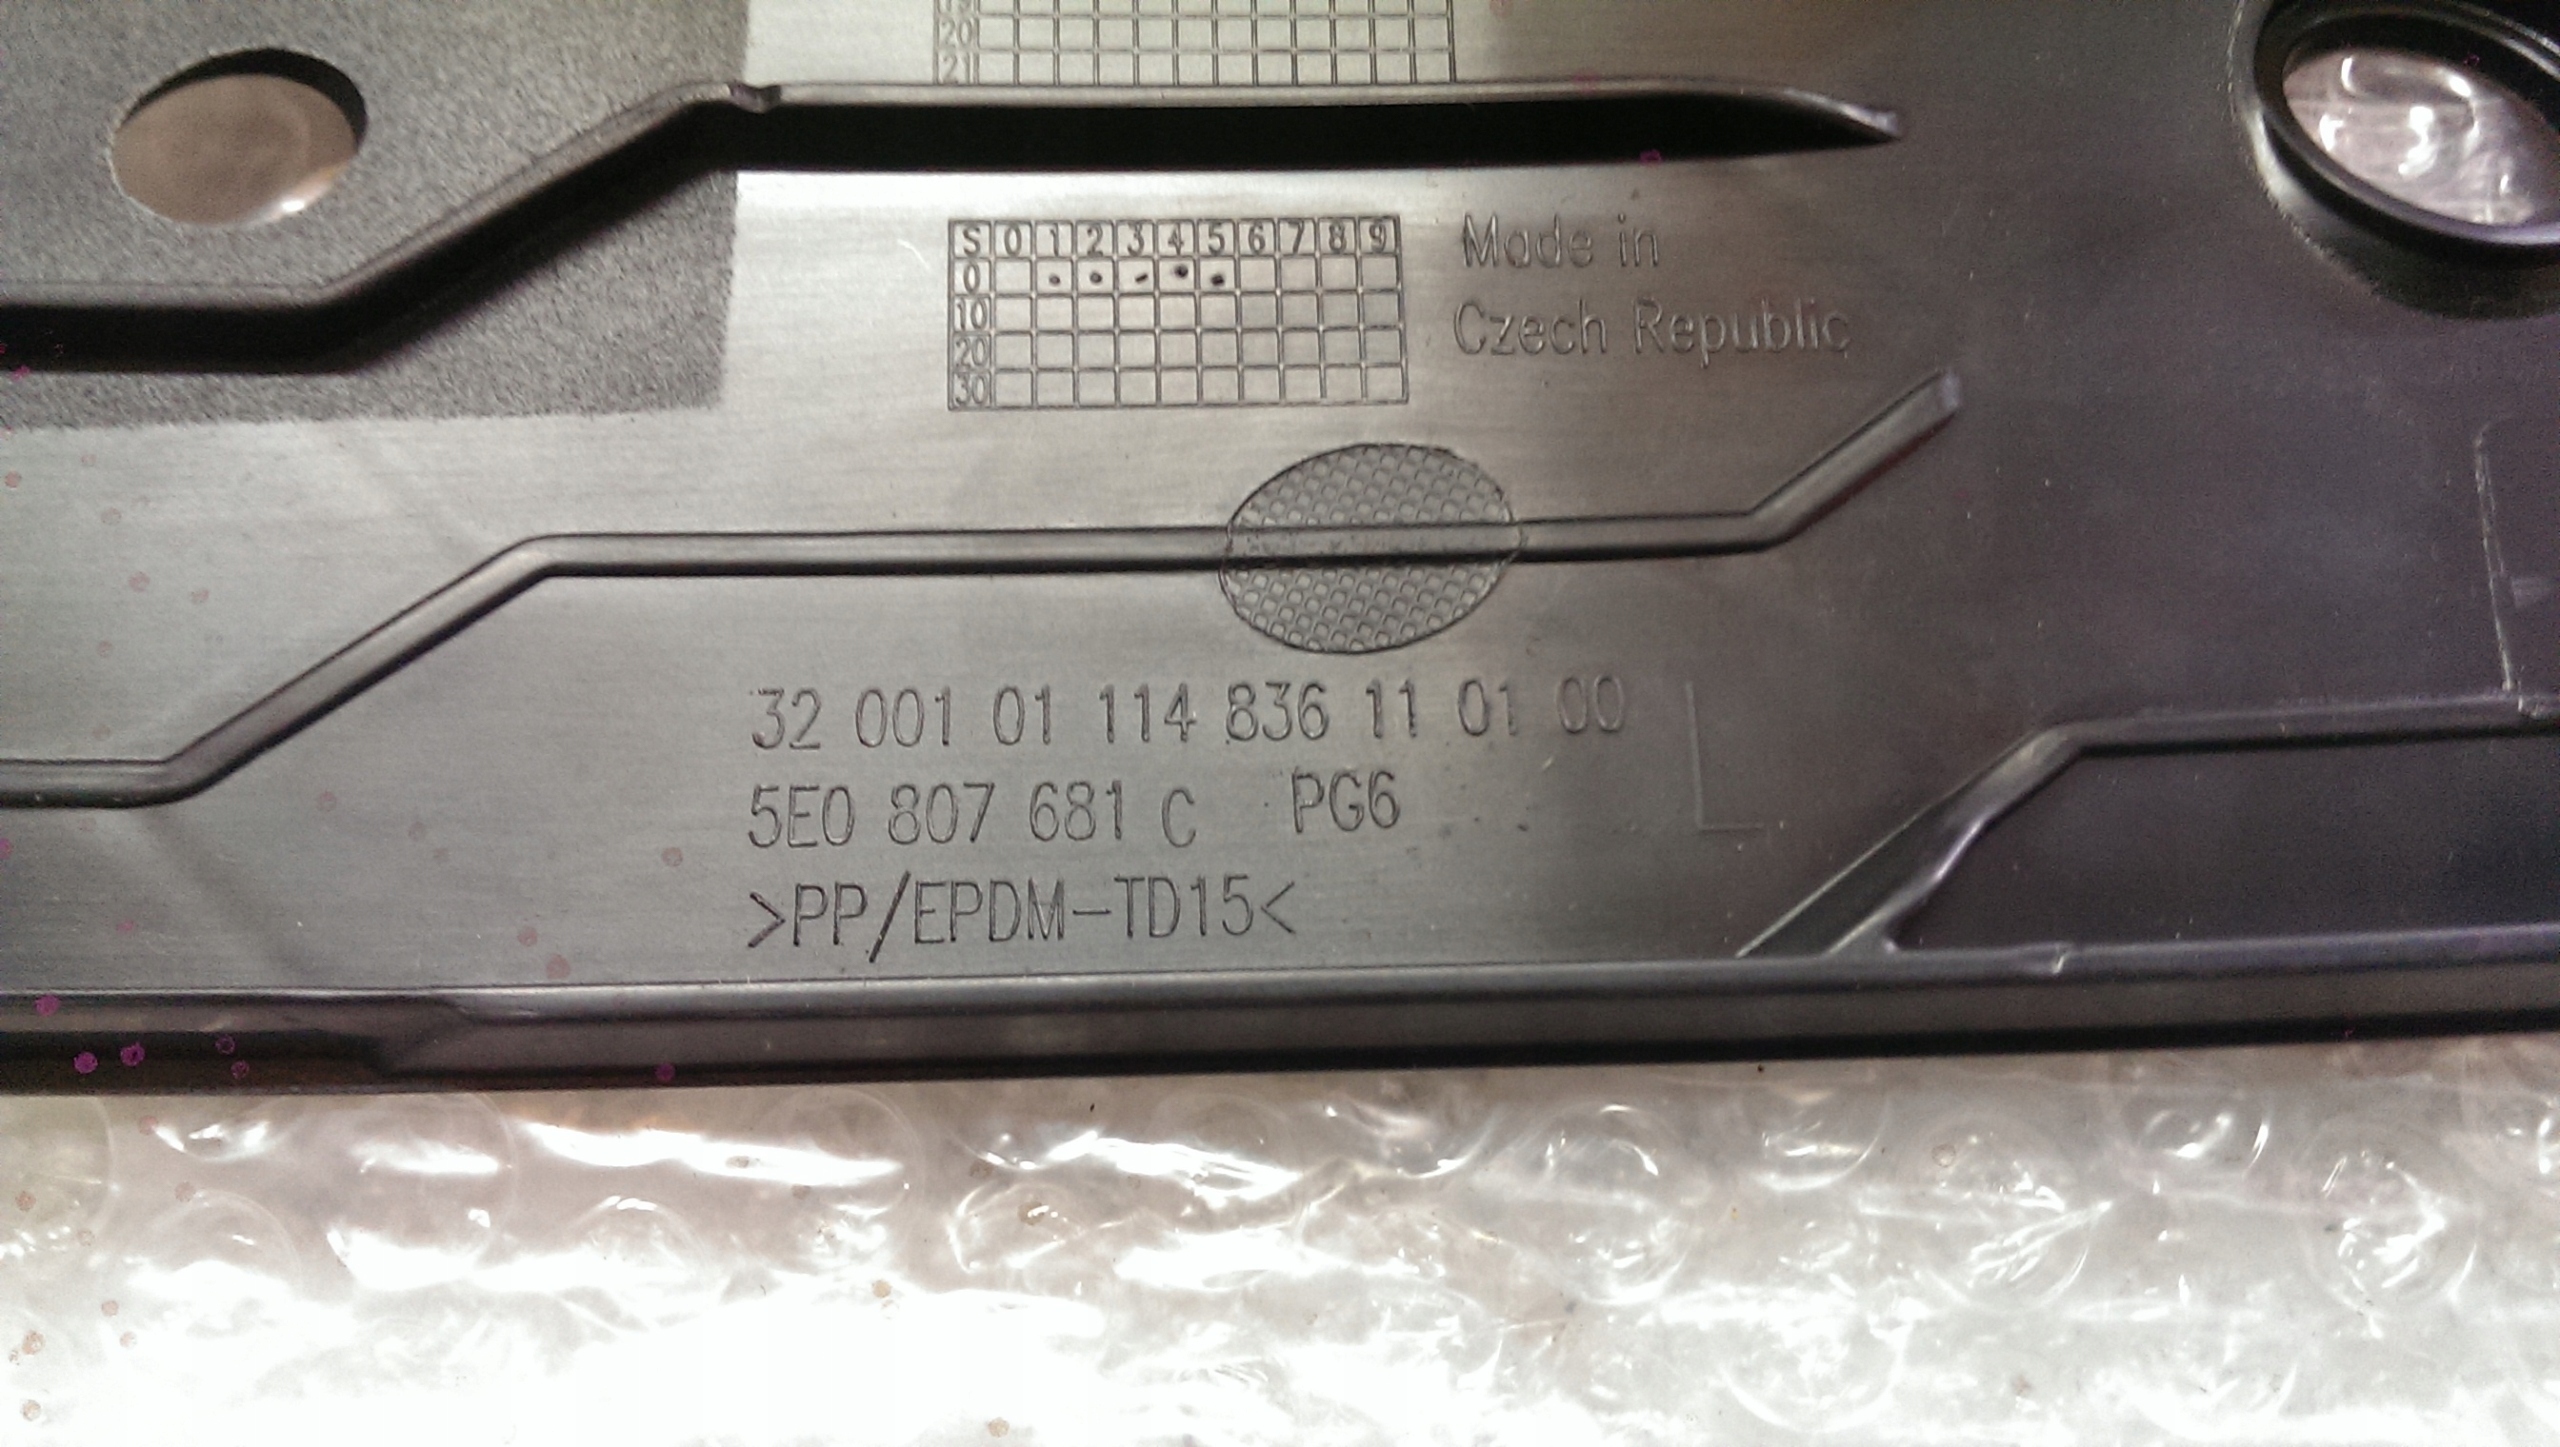 20
21
S 0 1 2 3 4 5 6 7 8 9
0
10
20
30
Made in
Czech Republic
32 001 01 114 836 11 01 00
5E0 807 681 C PG6
>PP/EPDM-TD15<